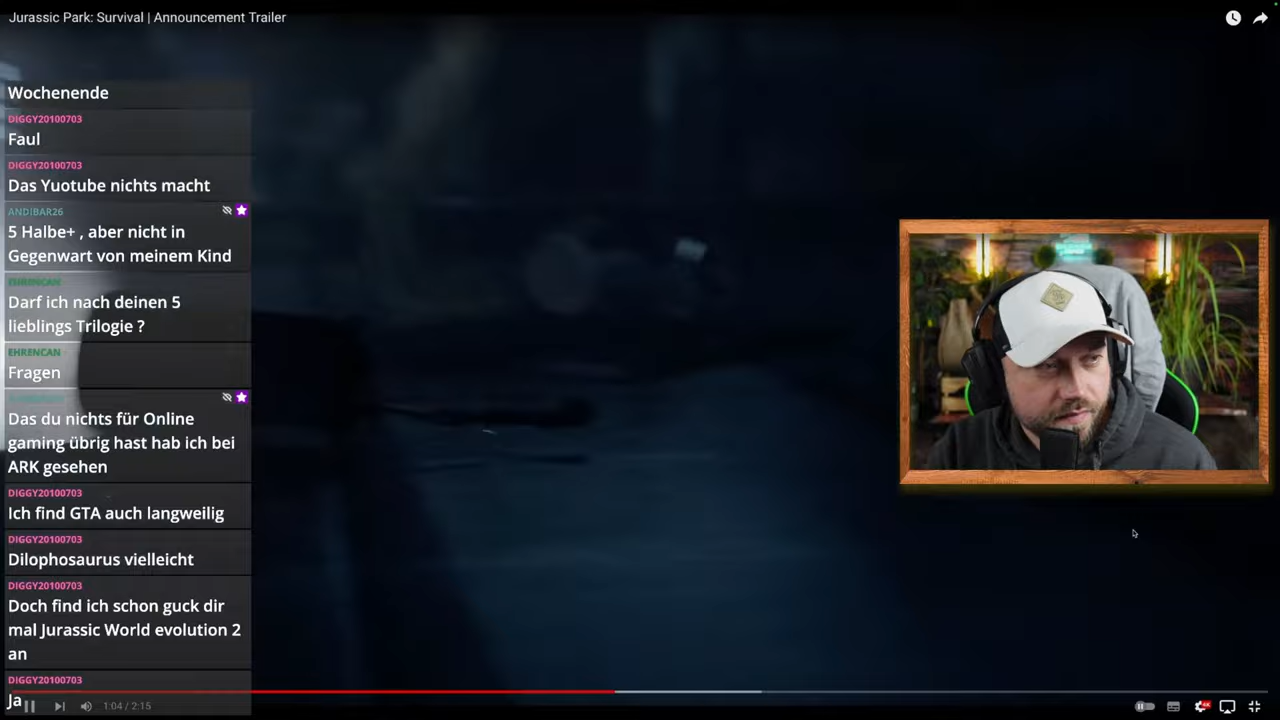 Jurassic Park: Survival | Announcement Trailer
Wochenende
DIGGY20100703
Faul
DIGGY20100703
Das Yuotube nichts macht
ANDIBAR26
5 Halbe+ , aber nicht in
Gegenwart von meinem Kind
EHRENCAN
Darf ich nach deinen 5
lieblings Trilogie ?
EHRENCAN
Fragen
Das du nichts für Online
gaming übrig hast hab ich bei
ARK gesehen
DIGGY20100703
Ich find GTA auch langweilig
DIGGY20100703
Dilophosaurus vielleicht
DIGGY20100703
Doch find ich schon guck dir
mal Jurassic World evolution 2
an
DIGGY20100703
Ja
1:04 / 2:15